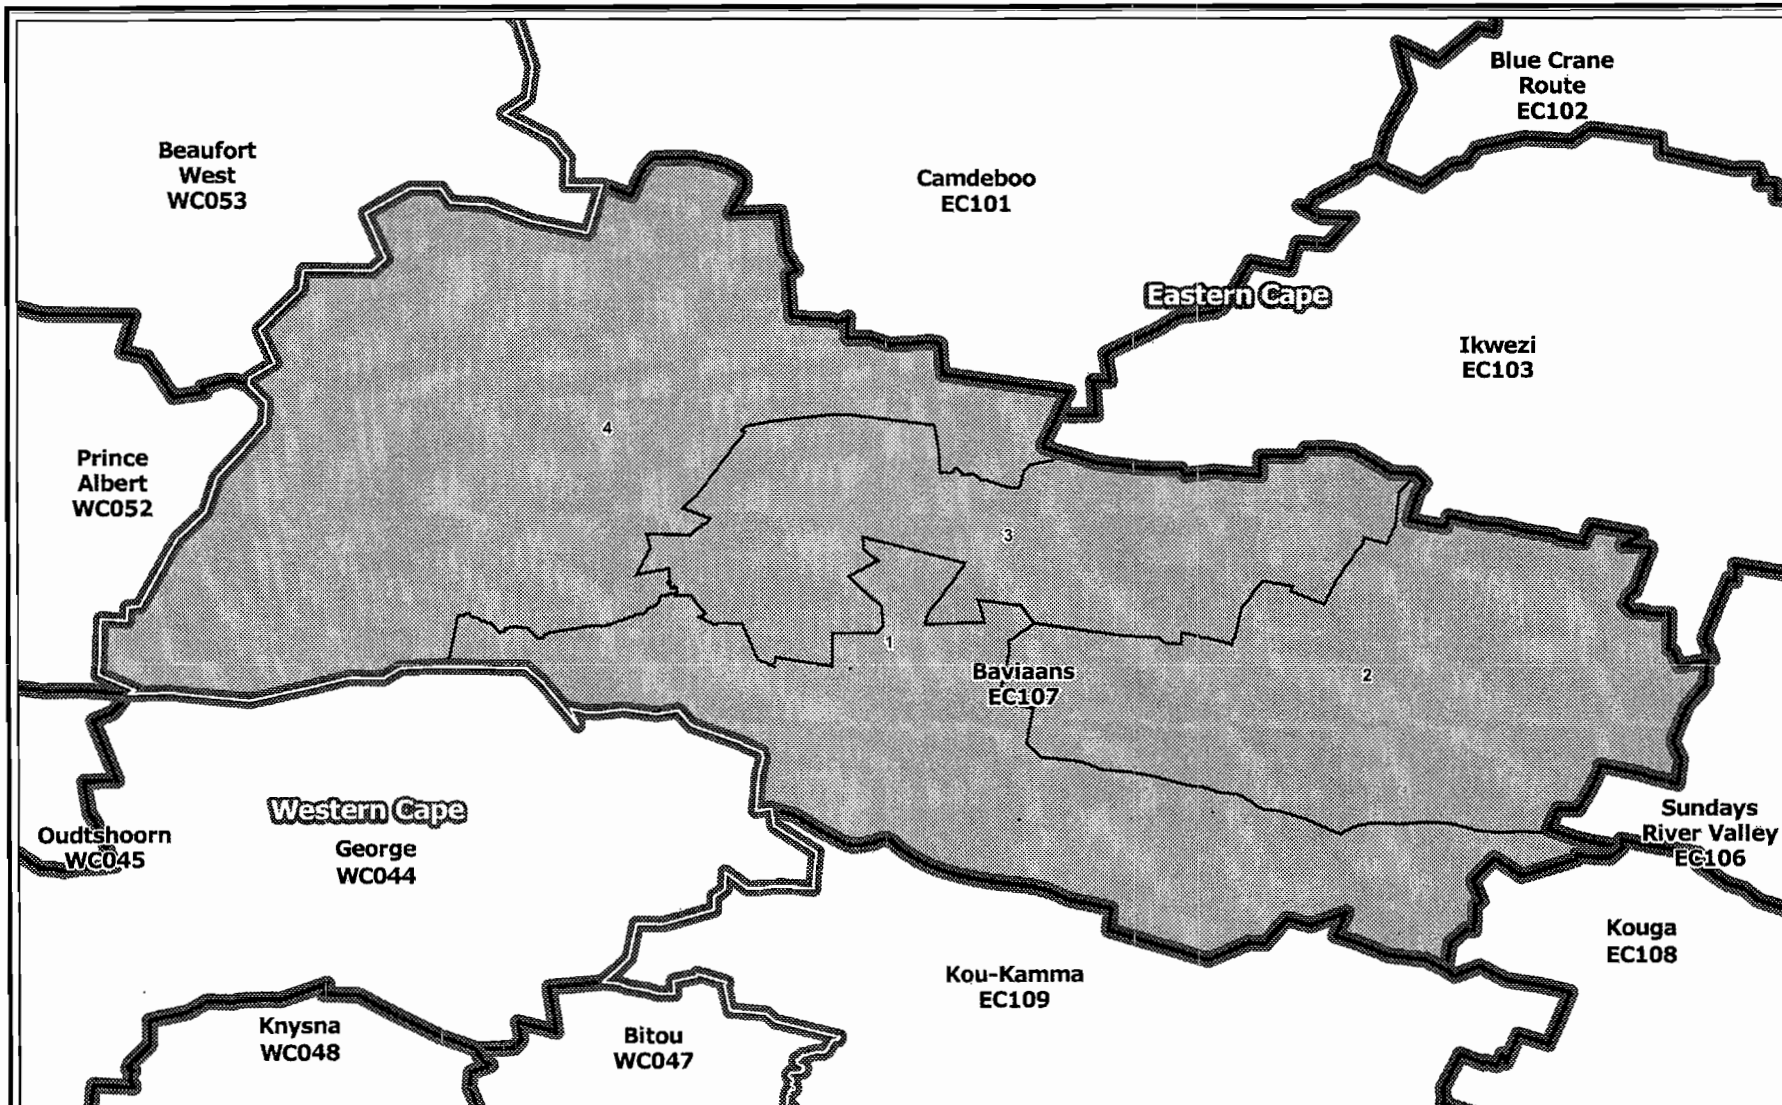 Blue Crane
Route
EC102
Beaufort
West
WC053
Camdeboo
EC101
Eastern Cape
Ikwezi
EC103
4
Prince
Albert
WC052
3
1
Baviaans
EC107
2
Western Cape
Oudtshoorn
WC045
George
WC044
Sundays
River Valley
EC106
Kouga
EC108
Kou-Kamma
EC109
Knysna
WC048
Bitou
WC047